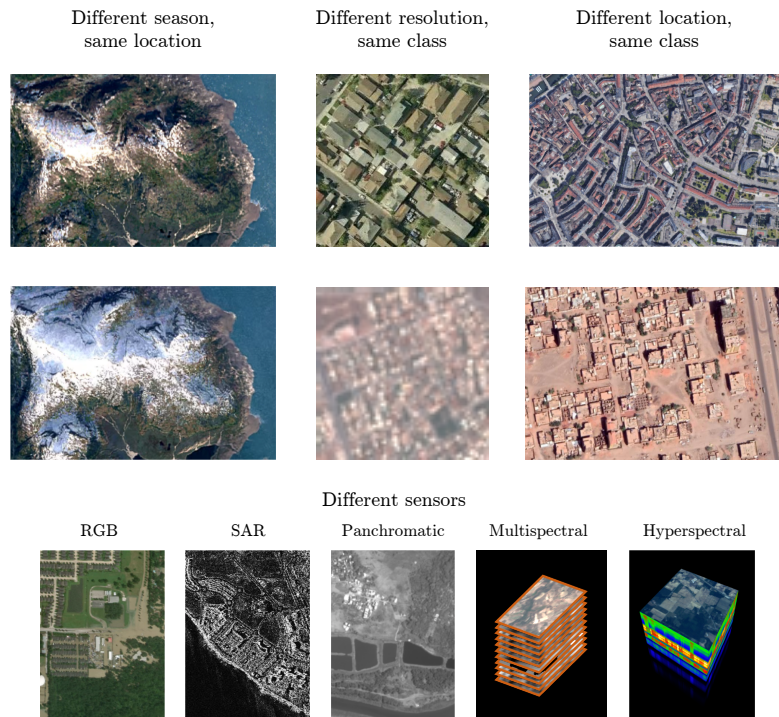 Different season,
same location
Different resolution,
same class
Different location,
same class
Different sensors
RGB
SAR
Panchromatic
Multispectral
Hyperspectral